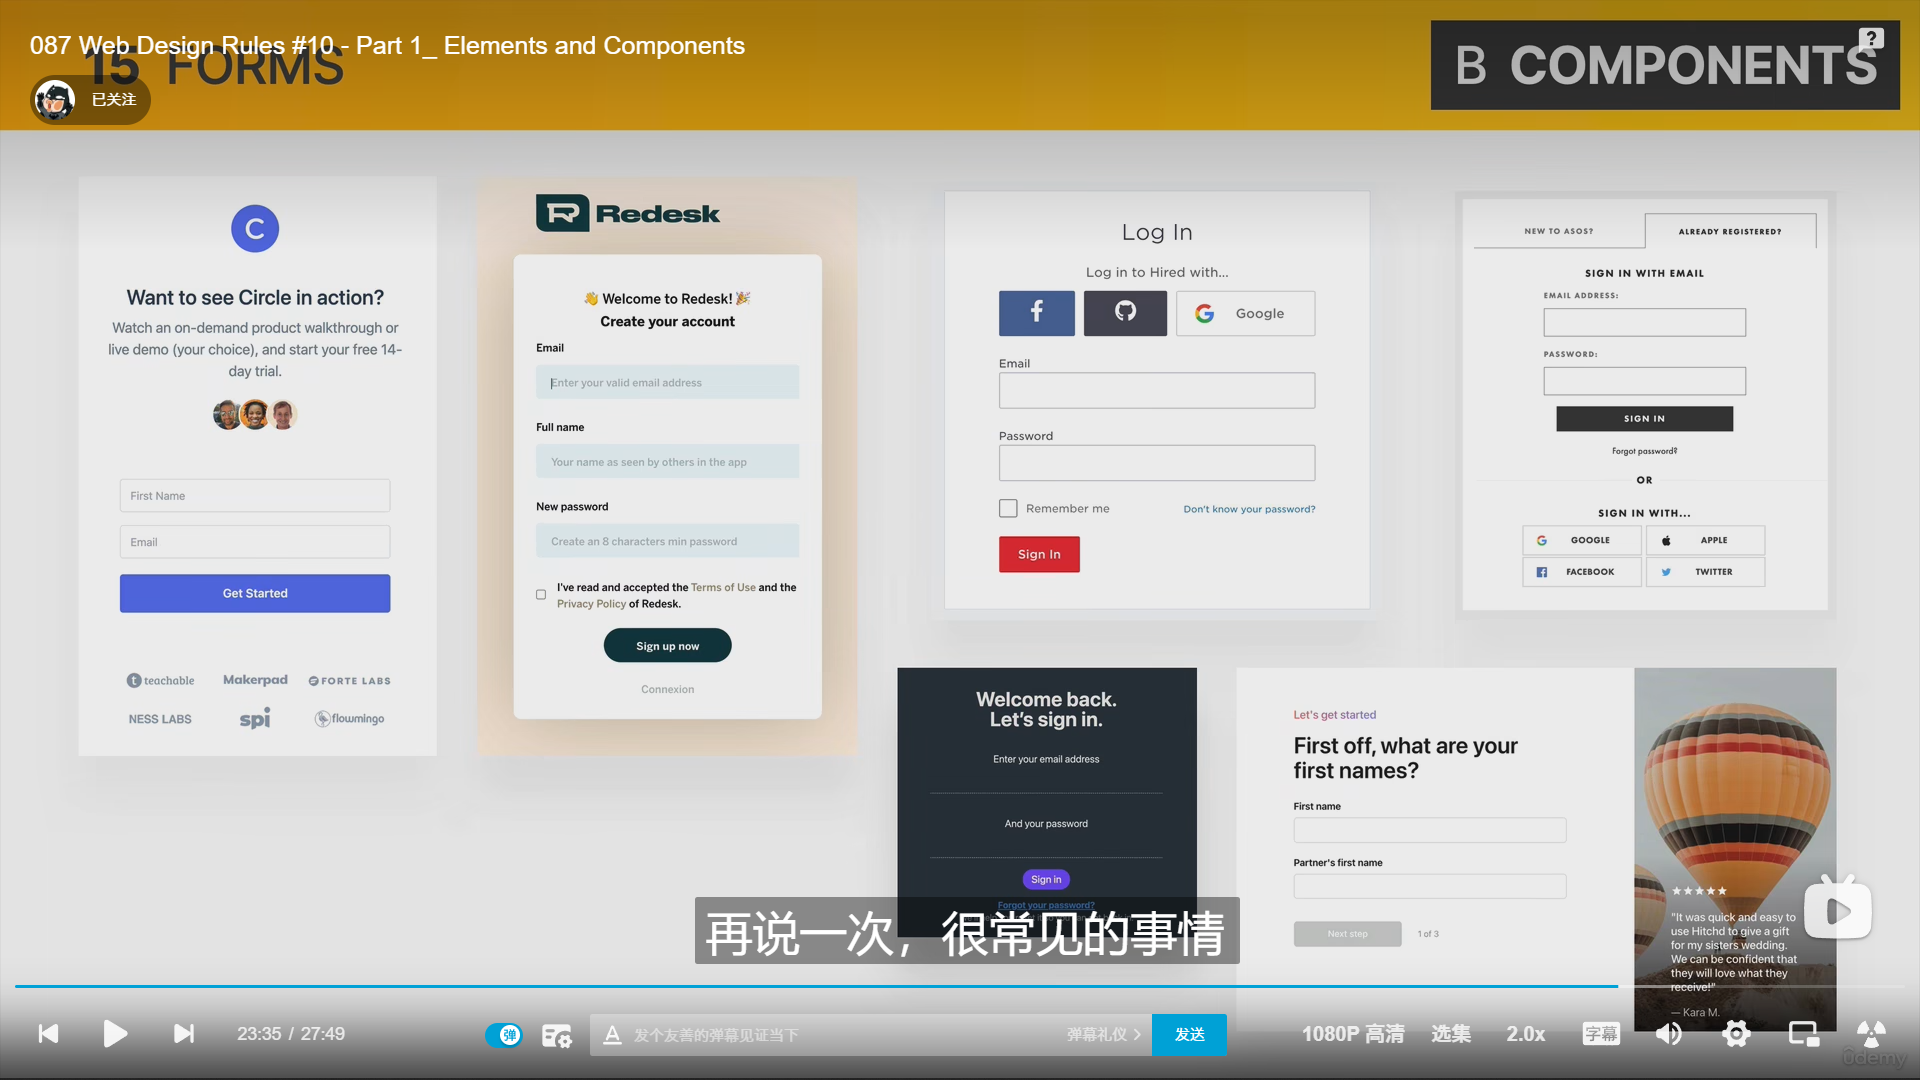 087 Web Design Rules #10 - Part 1_ Elements and Components
15 FORMS
B COMPONENTS
?
已关注
C
Want to see Circle in action?
Watch an on-demand product walkthrough or
live demo (your choice), and start your free 14-
day trial.
First Name
Email
Get Started
teachable
Makerpad
FORTE LABS
NESS LABS
spi
flowmingo
Redesk
👋 Welcome to Redesk! 🎉
Create your account
Email
Enter your valid email address
Full name
Your name as seen by others in the app
New password
Create an 8 characters min password
I've read and accepted the Terms of Use and the
Privacy Policy of Redesk.
Sign up now
Connexion
Log In
Log in to Hired with...
Google
Email
Password
Remember me
Don't know your password?
Sign In
NEW TO ASOS?
ALREADY REGISTERED?
SIGN IN WITH EMAIL
EMAIL ADDRESS:
PASSWORD:
SIGN IN
Forgot password?
OR
SIGN IN WITH...
GOOGLE
APPLE
FACEBOOK
TWITTER
Welcome back.
Let's sign in.
Enter your email address
And your password
Sign in
Forgot your password?
Let's get started
First off, what are your
first names?
First name
Partner's first name
Next step
1 of 3
★★★★★
"It was quick and easy to
use Hitchd to give a gift
for my sisters wedding.
We can be confident that
they will love what they
receive!"
— Kara M.
再说一次，很常见的事情
23:35 / 27:49
弹
发个友善的弹幕见证当下
弹幕礼仪
发送
1080P 高清
选集
2.0x
字幕
ûdemy